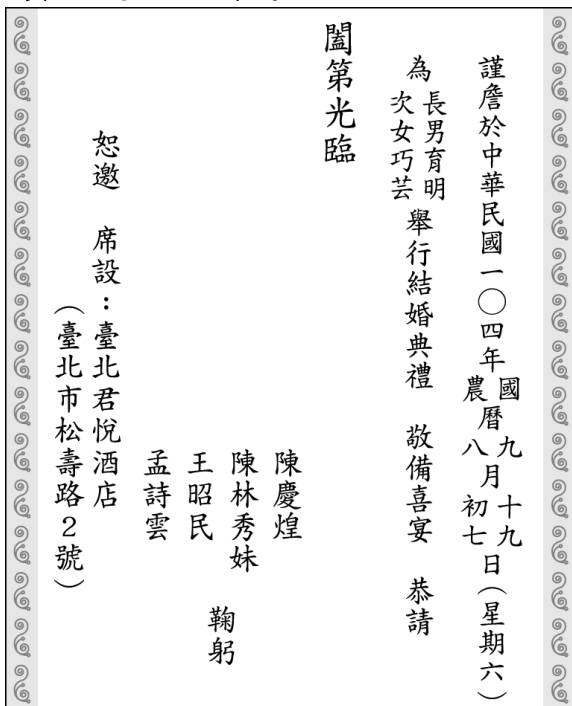 謹詹於中華民國一〇四年國曆九月十九日（星期六）
農曆八月初七日
為長男育明
次女巧芸舉行結婚典禮　敬備喜宴　恭請
闔第光臨
陳慶煌
陳林秀妹
王昭民
孟詩雲
鞠躬
恕邀　席設：臺北君悅酒店
（臺北市松壽路2號）